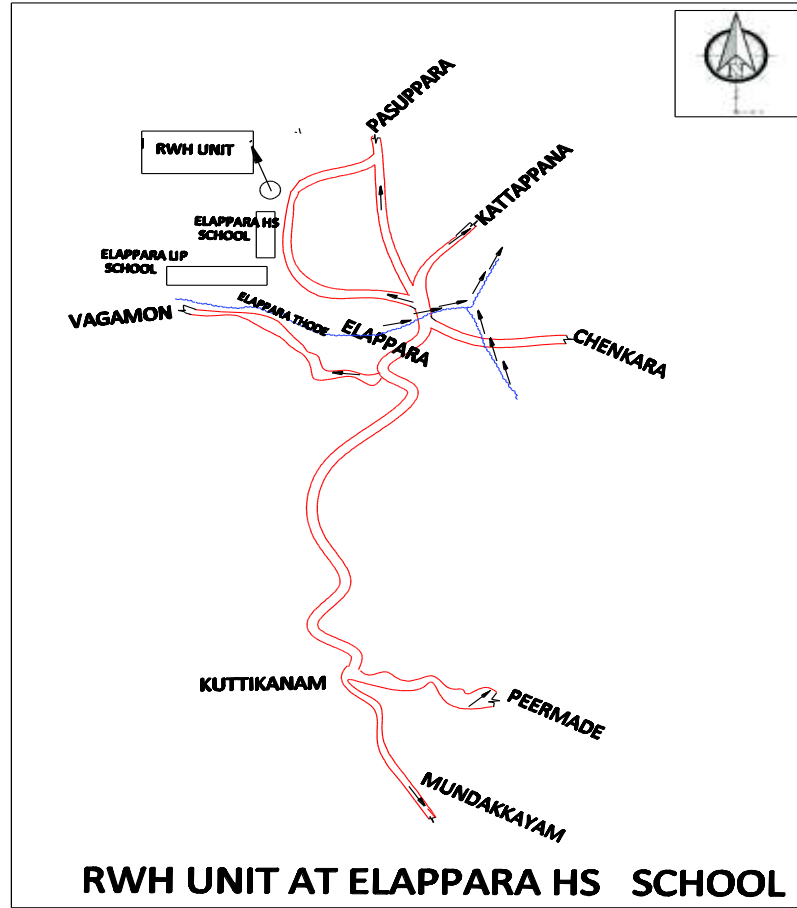 N
PASUPPARA
RWH UNIT
KATTAPPANA
ELAPPARA HS
SCHOOL
ELAPPARA LIP
SCHOOL
ELAPPARA THODE
VAGAMON
ELAPPARA
CHENKARA
KUTTIKANAM
PEERMADE
MUNDAKKAYAM
RWH UNIT AT ELAPPARA HS SCHOOL